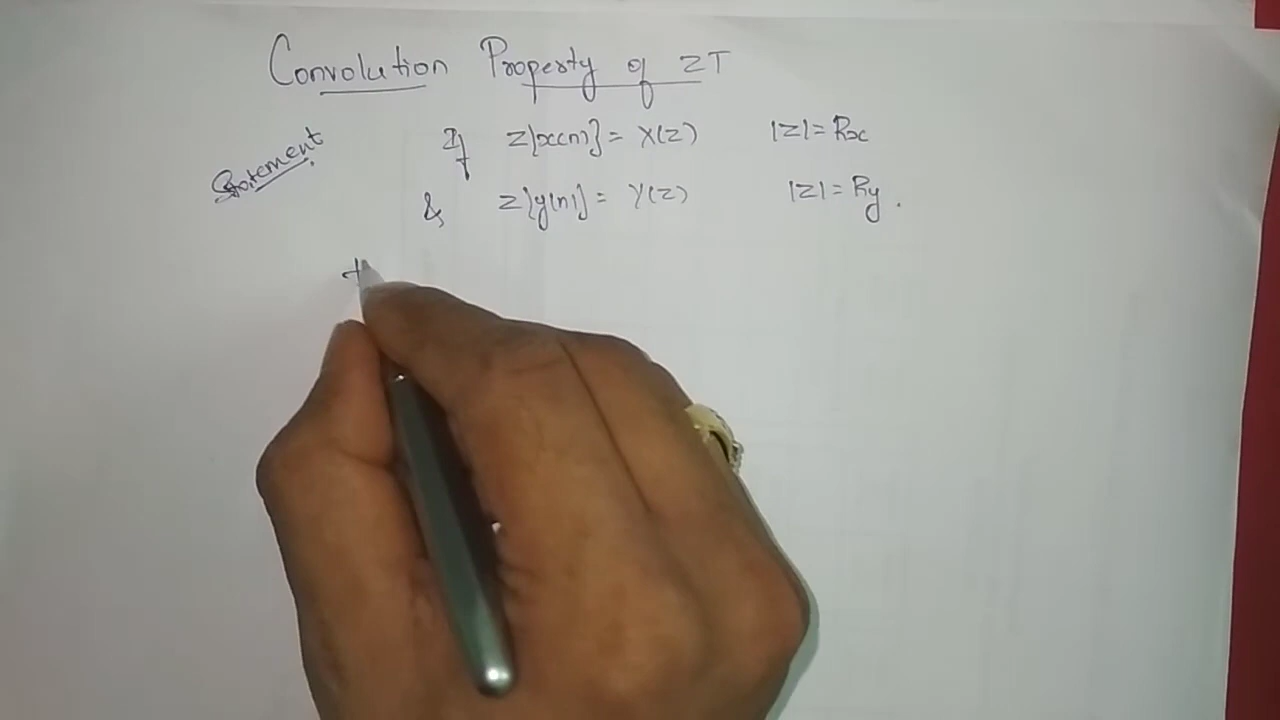 Convolution Property of ZT
Statement
If Z{x(n)} = X(z) |z| = Rx
& Z{y(n)} = Y(z) |z| = Ry.